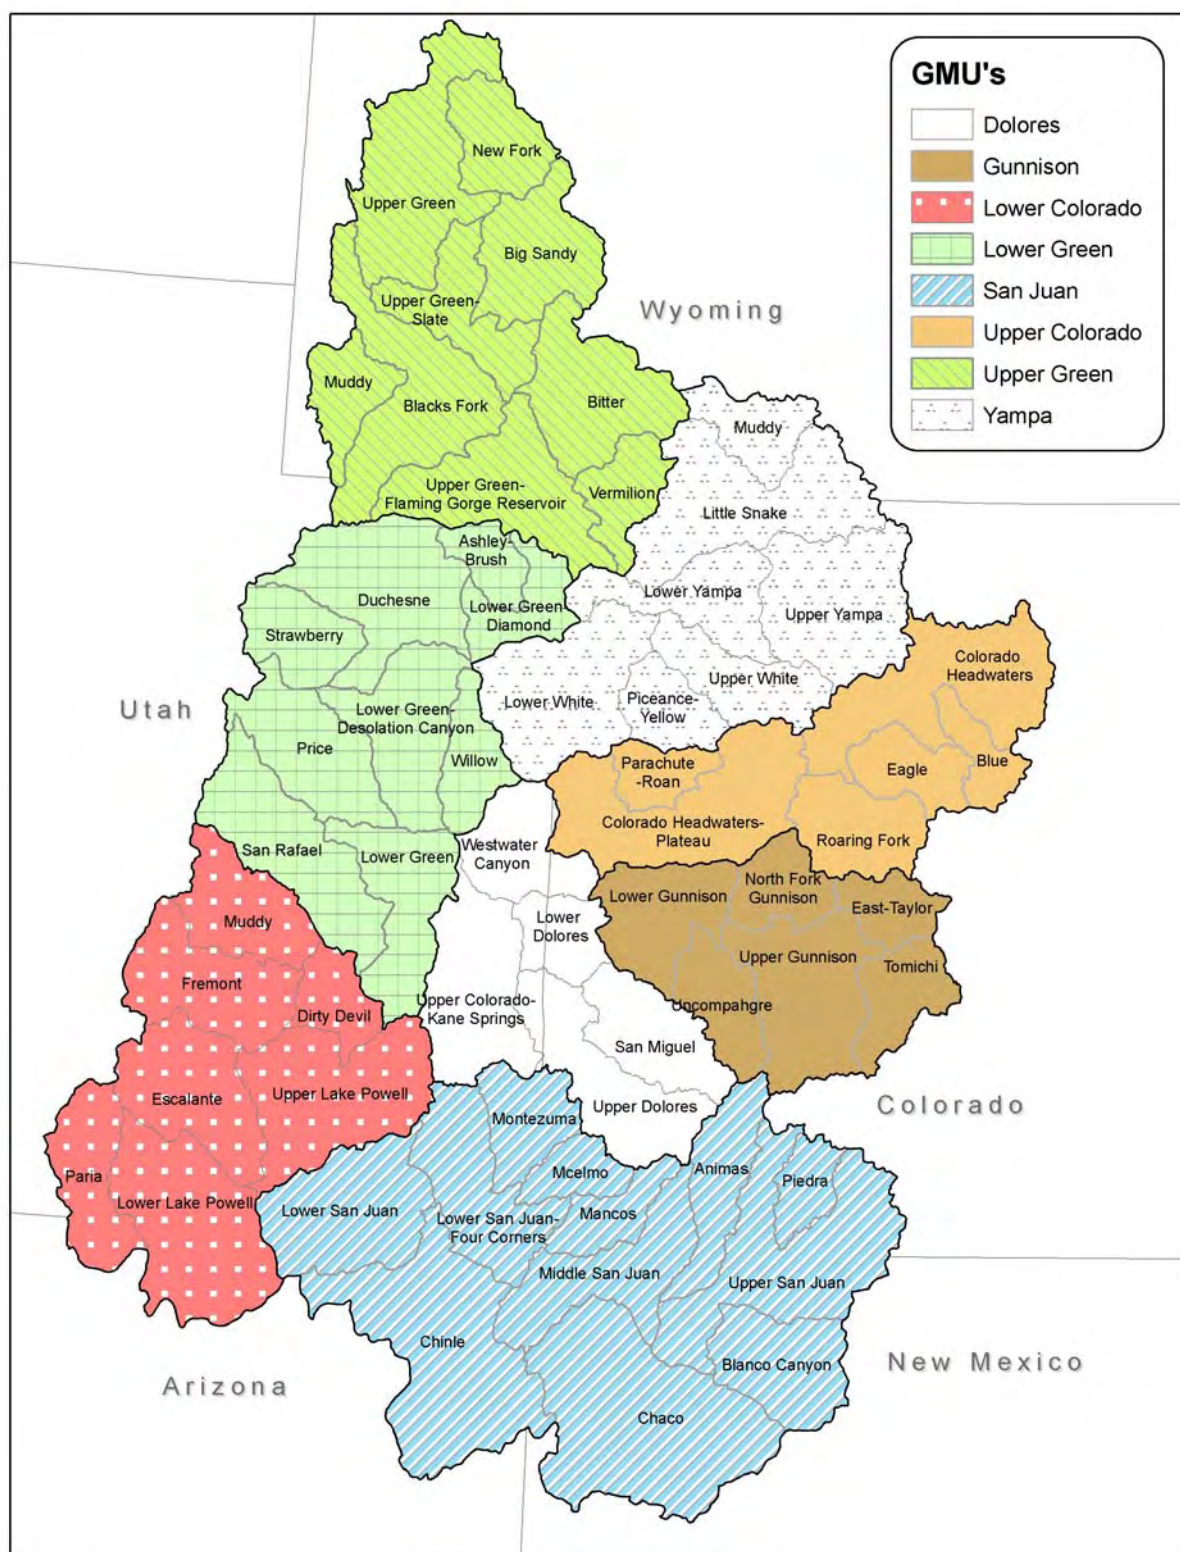 GMU's
Dolores
Gunnison
Lower Colorado
Lower Green
San Juan
Upper Colorado
Upper Green
Yampa
New Fork
Upper Green
Big Sandy
Upper Green-
Slate
Wyoming
Muddy
Blacks Fork
Bitter
Muddy
Upper Green-
Flaming Gorge Reservoir
Vermilion
Little Snake
Ashley-
Brush
Duchesne
Lower Green
Diamond
Lower Yampa
Upper Yampa
Strawberry
Colorado
Headwaters
Utah
Lower Green-
Desolation Canyon
Lower White
Piceance-
Yellow
Upper White
Price
Willow
Parachute
-Roan
Eagle
Blue
Colorado Headwaters-
Plateau
Roaring Fork
San Rafael
Lower Green
Westwater
Canyon
Lower Gunnison
North Fork
Gunnison
East-Taylor
Muddy
Lower
Dolores
Upper Gunnison
Tomichi
Fremont
Dirty Devil
Upper Colorado-
Kane Springs
Uncompahgre
San Miguel
Escalante
Upper Lake Powell
Upper Dolores
Colorado
Montezuma
Paria
Lower Lake Powell
Mcelmo
Animas
Piedra
Lower San Juan
Lower San Juan-
Four Corners
Mancos
Middle San Juan
Upper San Juan
Chinle
Blanco Canyon
New Mexico
Arizona
Chaco